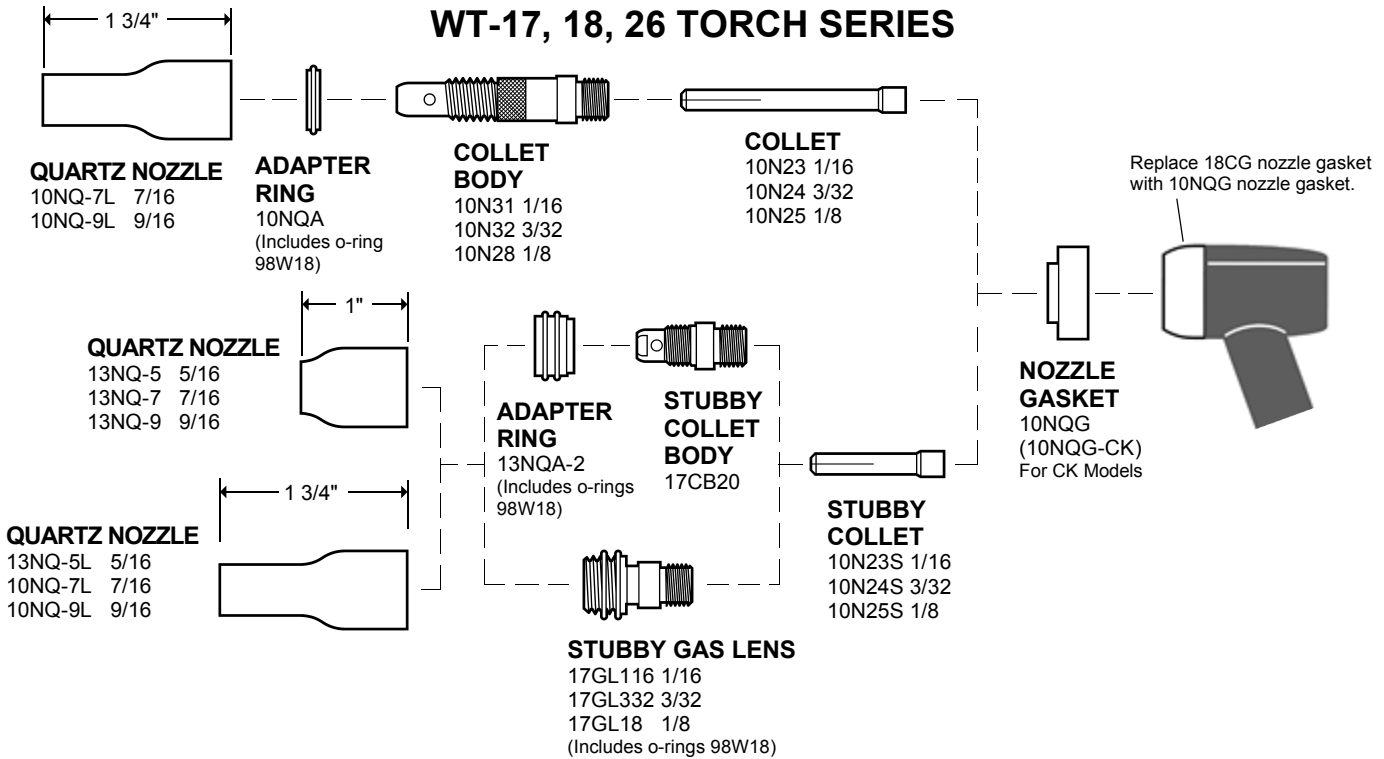 WT-17, 18, 26 TORCH SERIES
1 3/4"
QUARTZ NOZZLE
10NQ-7L 7/16
10NQ-9L 9/16
ADAPTER
RING
10NQA
(Includes o-ring
98W18)
COLLET
BODY
10N31 1/16
10N32 3/32
10N28 1/8
COLLET
10N23 1/16
10N24 3/32
10N25 1/8
Replace 18CG nozzle gasket
with 10NQG nozzle gasket.
1"
QUARTZ NOZZLE
13NQ-5 5/16
13NQ-7 7/16
13NQ-9 9/16
ADAPTER
RING
13NQA-2
(Includes o-rings
98W18)
STUBBY
COLLET
BODY
17CB20
NOZZLE
GASKET
10NQG
(10NQG-CK)
For CK Models
1 3/4"
QUARTZ NOZZLE
13NQ-5L 5/16
10NQ-7L 7/16
10NQ-9L 9/16
STUBBY
COLLET
10N23S 1/16
10N24S 3/32
10N25S 1/8
STUBBY GAS LENS
17GL116 1/16
17GL332 3/32
17GL18 1/8
(Includes o-rings 98W18)